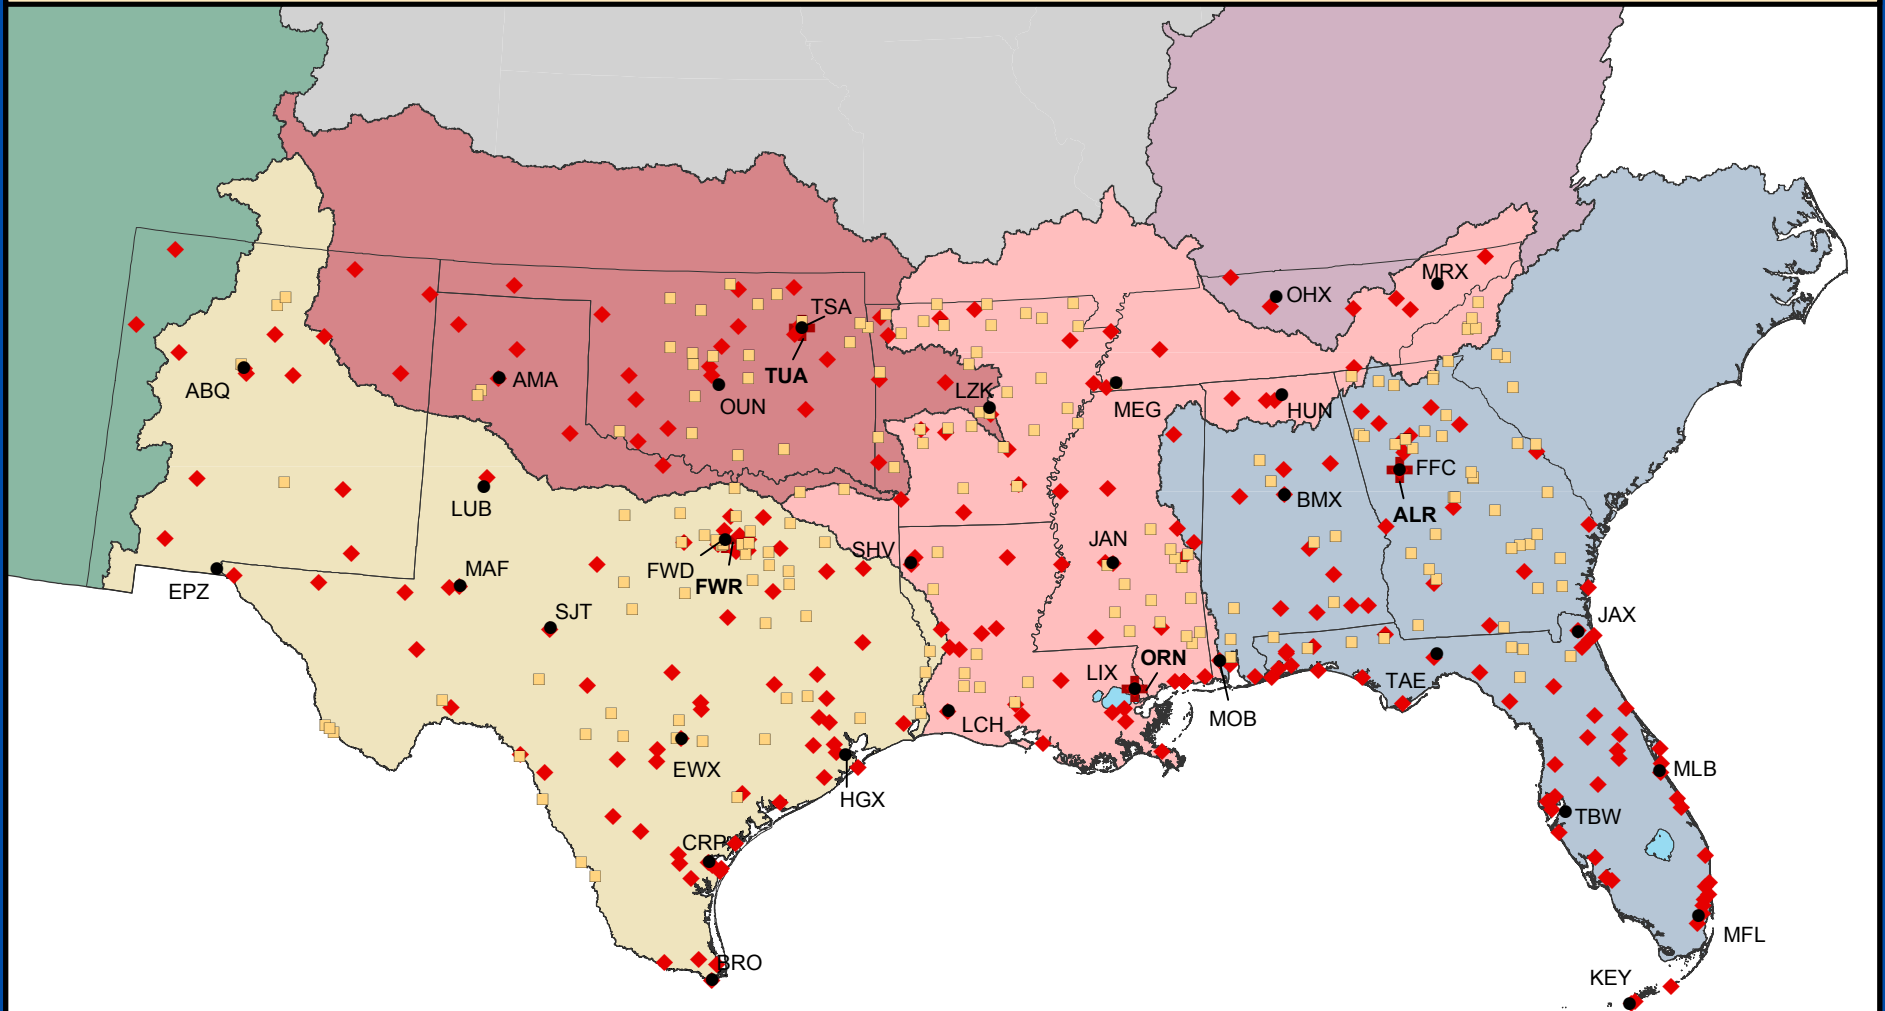 MRX
OHX
TSA
TUA
AMA
ABQ
LZK
OUN
MEG
HUN
FFC
LUB
BMX
ALR
JAN
SHV
FWD
MAF
FWR
EPZ
SJT
JAX
ORN
LIX
TAE
MOB
LCH
EWX
MLB
HGX
TBW
CRP
MFL
BRO
KEY